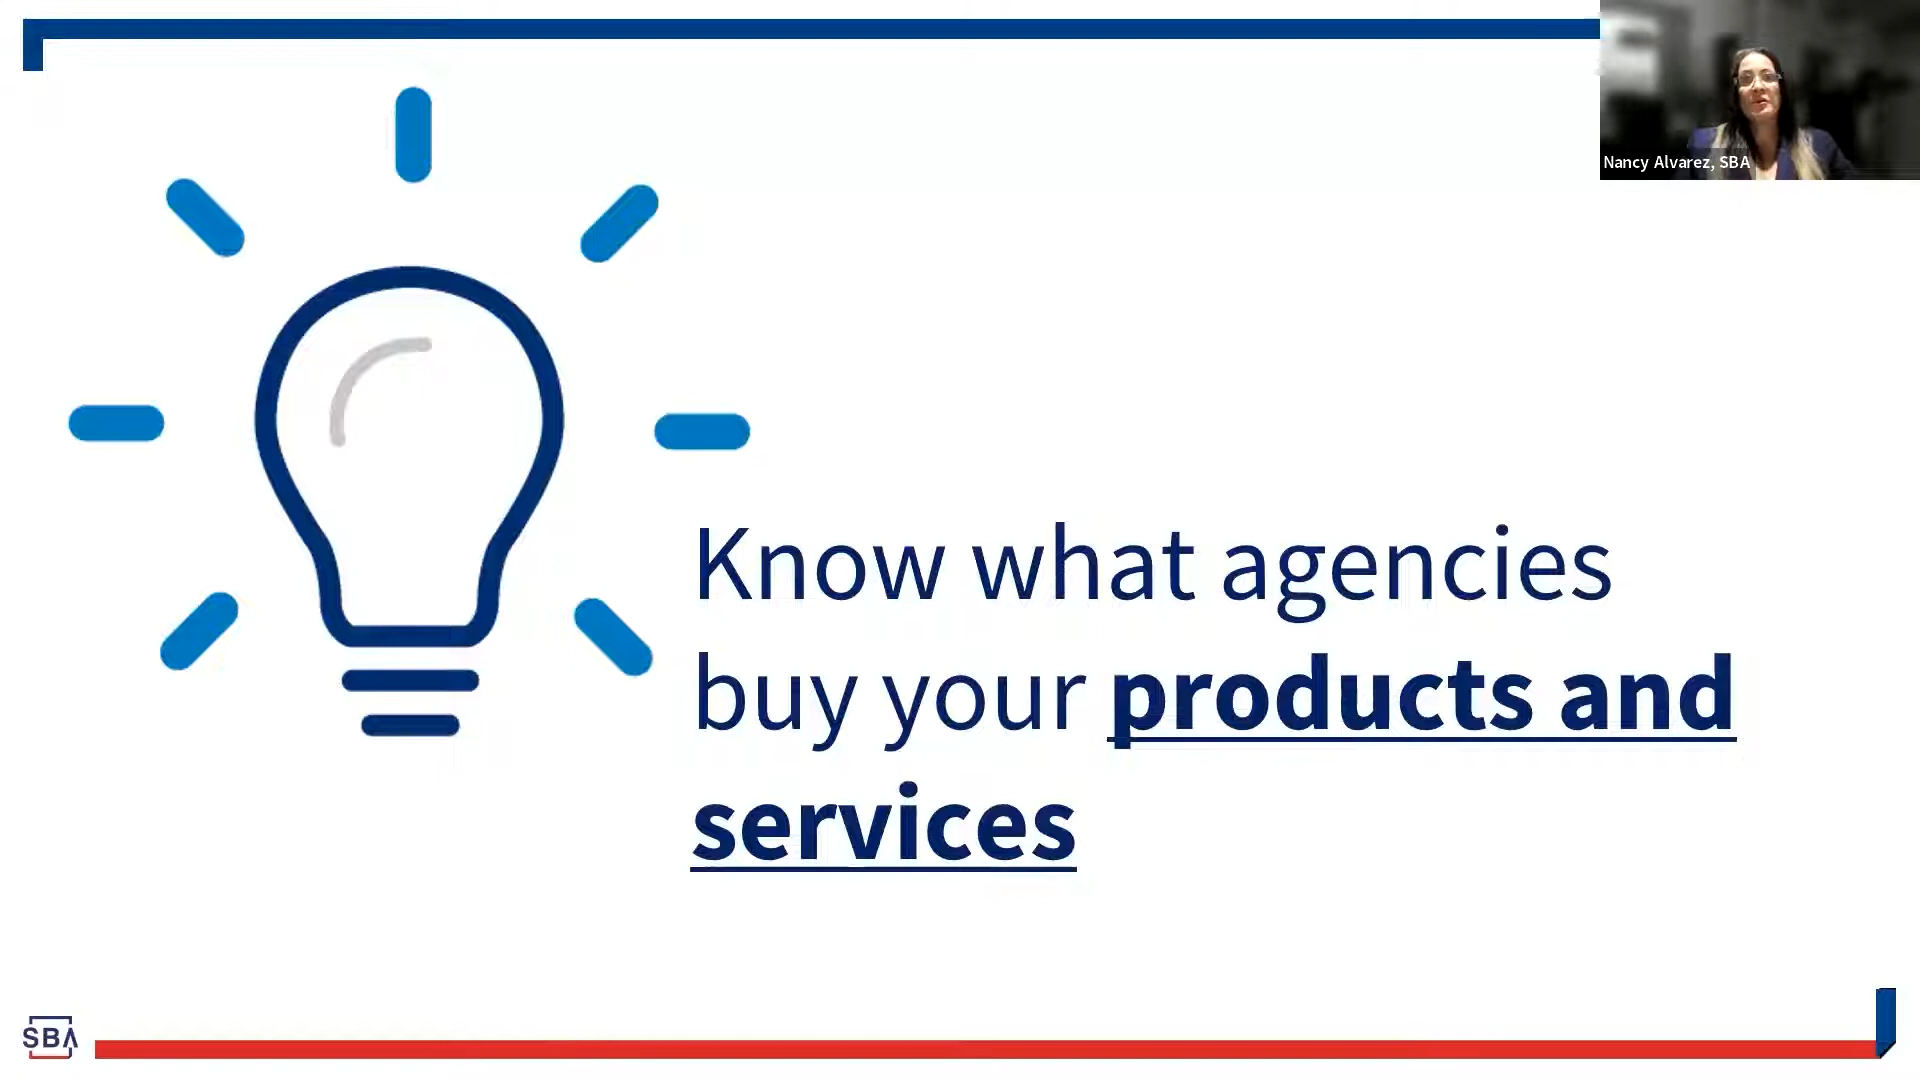 Nancy Alvarez, SBA
Know what agencies
buy your products and
services
SBA